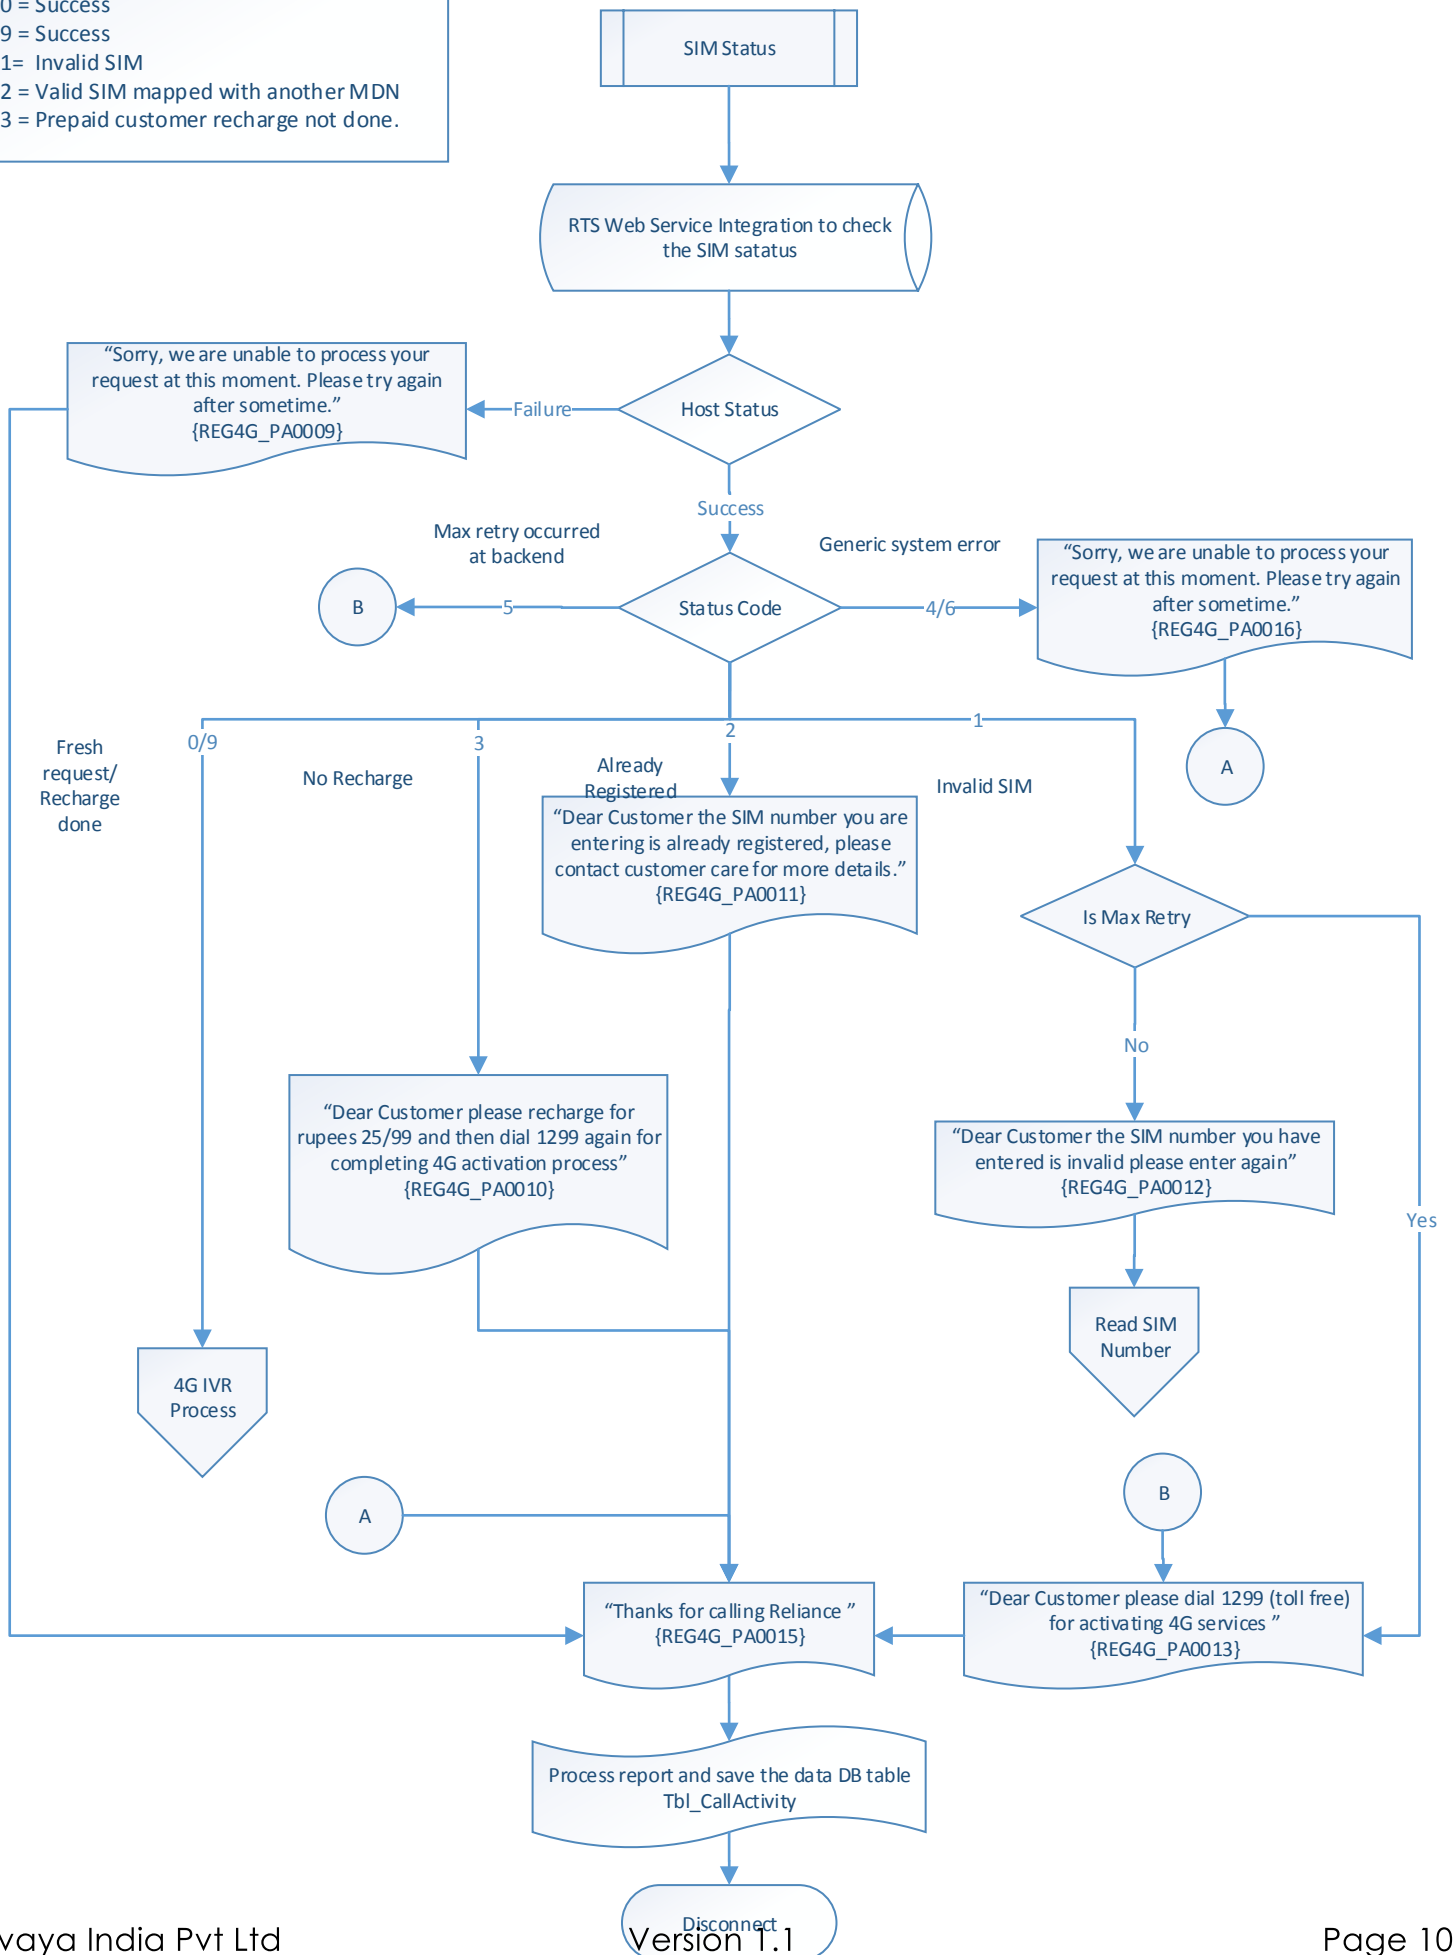 0 = Success
9 = Success
1= Invalid SIM
2 = Valid SIM mapped with another MDN
3 = Prepaid customer recharge not done.
SIM Status
RTS Web Service Integration to check
the SIM satatus
“Sorry, we are unable to process your
request at this moment. Please try again
after sometime.”
{REG4G_PA0009}
Failure
Host Status
Success
Max retry occurred
at backend
Generic system error
B
5
Status Code
4/6
“Sorry, we are unable to process your
request at this moment. Please try again
after sometime.”
{REG4G_PA0016}
A
0/9
3
2
1
Fresh
request/
Recharge
done
No Recharge
Already
Registered
Invalid SIM
“Dear Customer the SIM number you are
entering is already registered, please
contact customer care for more details.”
{REG4G_PA0011}
Is Max Retry
No
Yes
“Dear Customer please recharge for
rupees 25/99 and then dial 1299 again for
completing 4G activation process”
{REG4G_PA0010}
“Dear Customer the SIM number you have
entered is invalid please enter again”
{REG4G_PA0012}
Read SIM
Number
4G IVR
Process
A
B
“Thanks for calling Reliance ”
{REG4G_PA0015}
“Dear Customer please dial 1299 (toll free)
for activating 4G services ”
{REG4G_PA0013}
Process report and save the data DB table
Tbl_CallActivity
Disconnect
vaya India Pvt Ltd
Version 1.1
Page 10